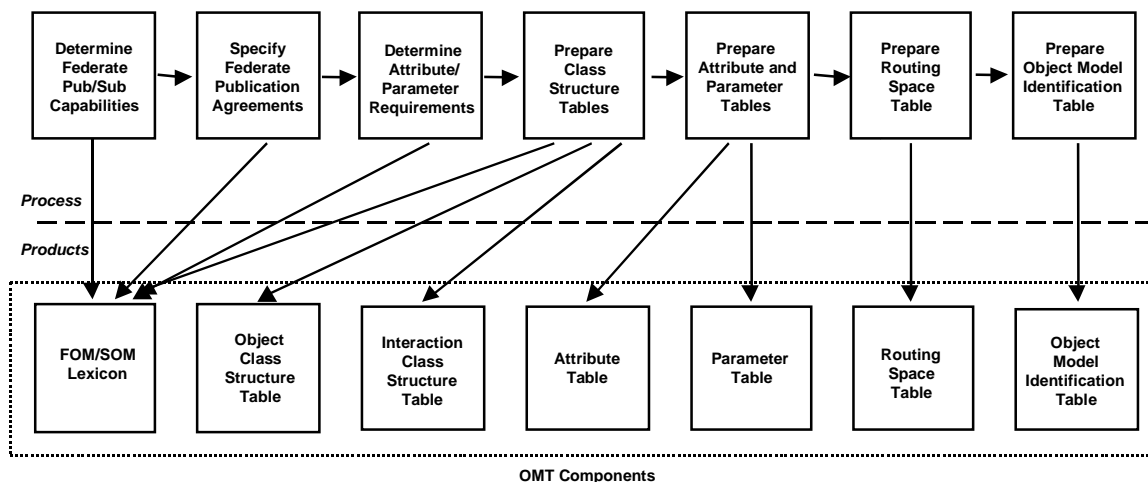 Determine
Federate
Pub/Sub
Capabilities
Specify
Federate
Publication
Agreements
Determine
Attribute/
Parameter
Requirements
Prepare
Class
Structure
Tables
Prepare
Attribute and
Parameter
Tables
Prepare
Routing
Space
Table
Prepare
Object Model
Identification
Table
Process
Products
FOM/SOM
Lexicon
Object
Class
Structure
Table
Interaction
Class
Structure
Table
Attribute
Table
Parameter
Table
Routing
Space
Table
Object
Model
Identification
Table
OMT Components